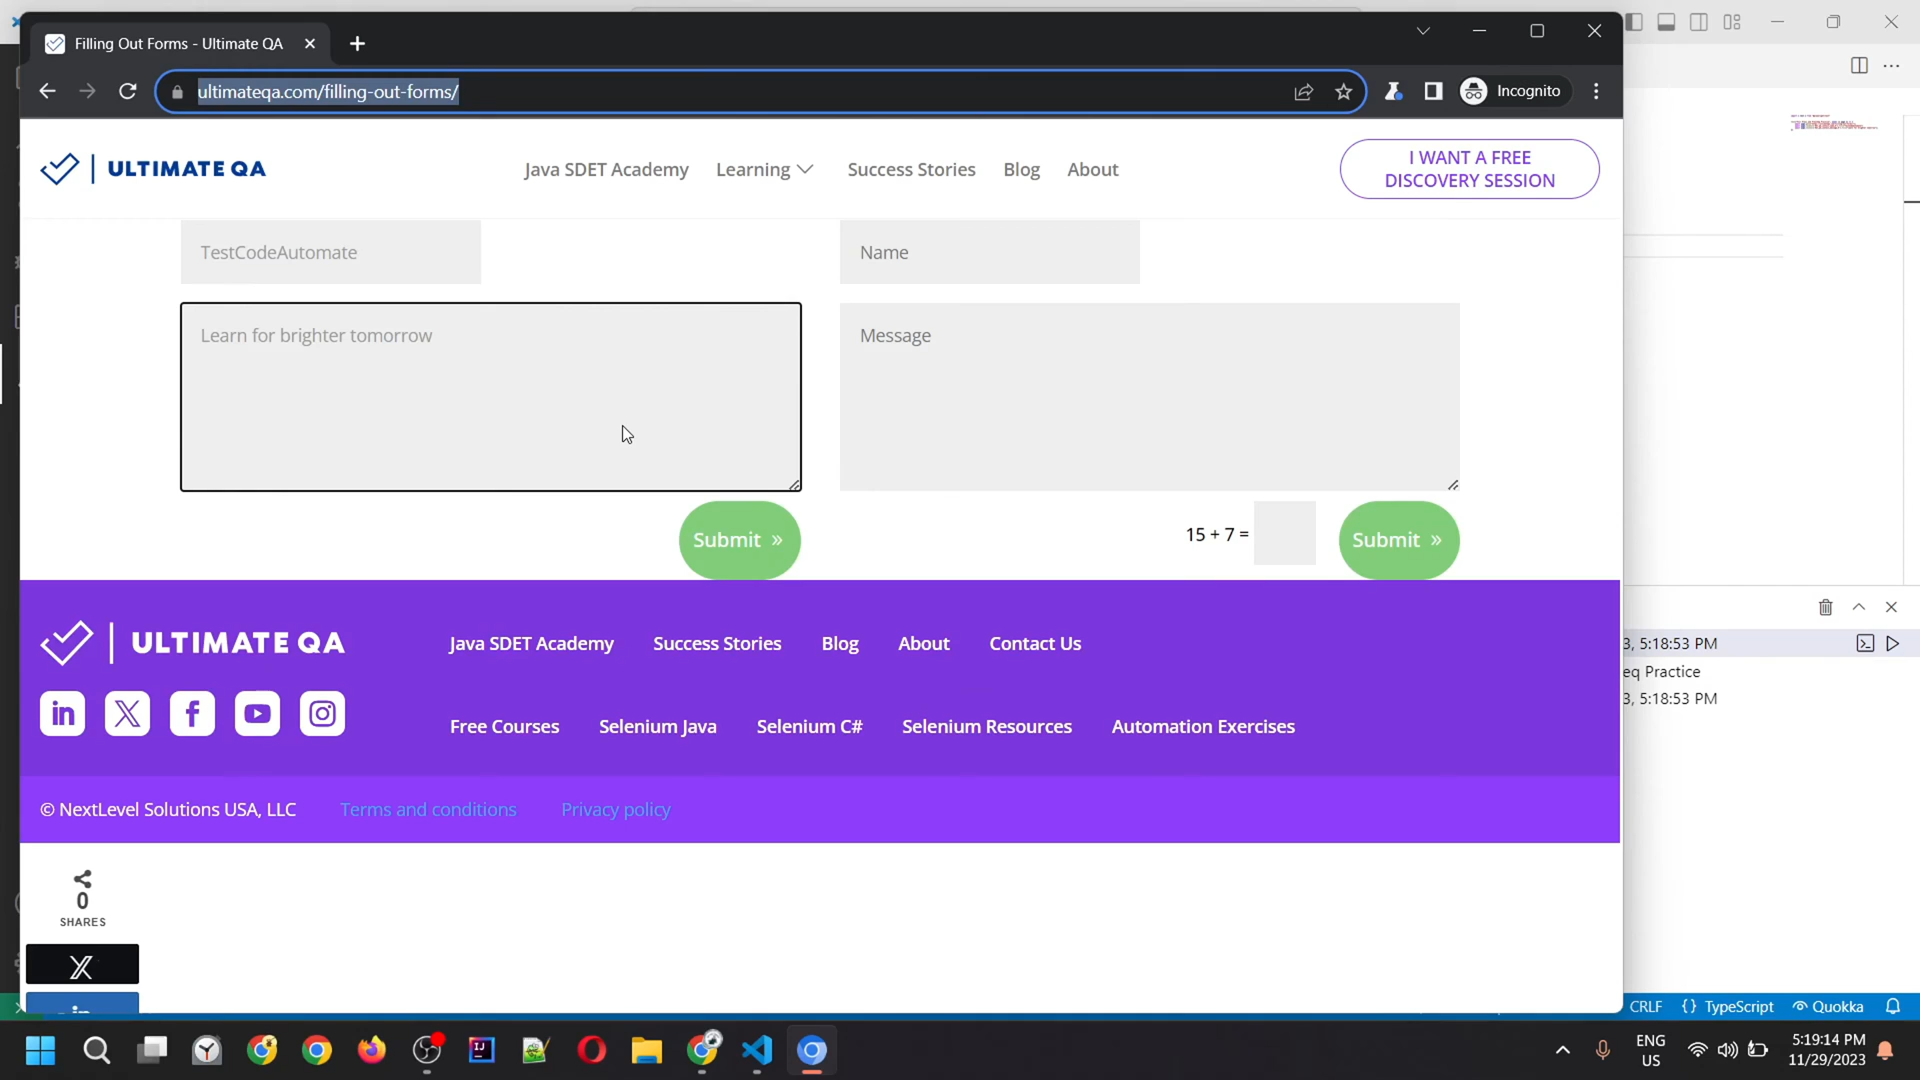 Filling Out Forms - Ultimate QA
ultimateqa.com/filling-out-forms/
Incognito
ULTIMATE QA
Java SDET Academy
Learning
Success Stories
Blog
About
I WANT A FREE
DISCOVERY SESSION
TestCodeAutomate
Name
Learn for brighter tomorrow
Message
Submit »
15 + 7 =
Submit »
3, 5:18:53 PM
eq Practice
3, 5:18:53 PM
ULTIMATE QA
Java SDET Academy
Success Stories
Blog
About
Contact Us
Free Courses
Selenium Java
Selenium C#
Selenium Resources
Automation Exercises
© NextLevel Solutions USA, LLC
Terms and conditions
Privacy policy
0
SHARES
CRLF
{} TypeScript
Quokka
ENG
US
5:19:14 PM
11/29/2023